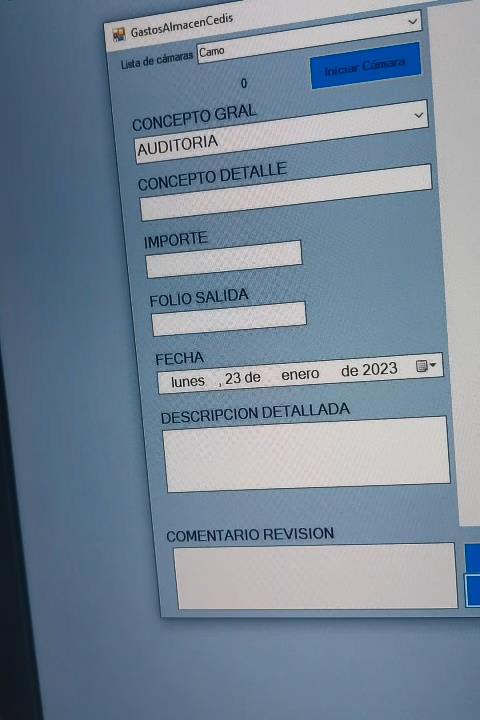 GastosAlmacenCedis
Lista de cámaras Camo
Iniciar Cámara
0
CONCEPTO GRAL
AUDITORIA
CONCEPTO DETALLE
IMPORTE
FOLIO SALIDA
FECHA
lunes , 23 de enero de 2023
DESCRIPCION DETALLADA
COMENTARIO REVISION